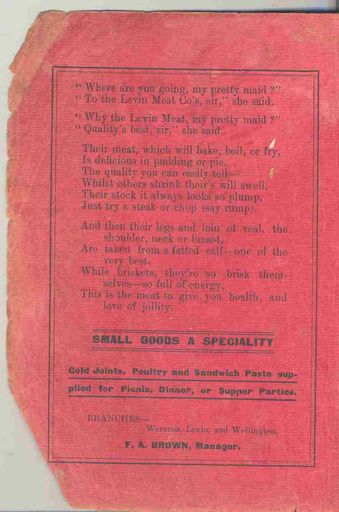 " Where are you going, my pretty maid ?"
" To the Levin Meat Co's, sir," she said.
" Why the Levin Meat, my pretty maid ?"
" Quality's best, sir," she said.
Their meat, which will bake, boil, or fry,
Is delicious in pudding or pie.
The quality you can easily tell—
Whilst others shrink their's will swell.
Their stock it always looks so plump,
Just try a steak or chop (say rump).
And then their legs and loin of veal, the
shoulder, neck or breast,
Are taken from a fatted calf—one of the
very best.
While briskets, they're so brisk them-
selves—so full of energy,
This is the meat to give you health, and
love of jollity.
SMALL GOODS A SPECIALITY
Cold Joints, Poultry and Sandwich Paste sup-
plied for Picnic, Dinner, or Supper Parties.
BRANCHES—
Weraroa, Levin, and Wellington.
F. A. BROWN, Manager.